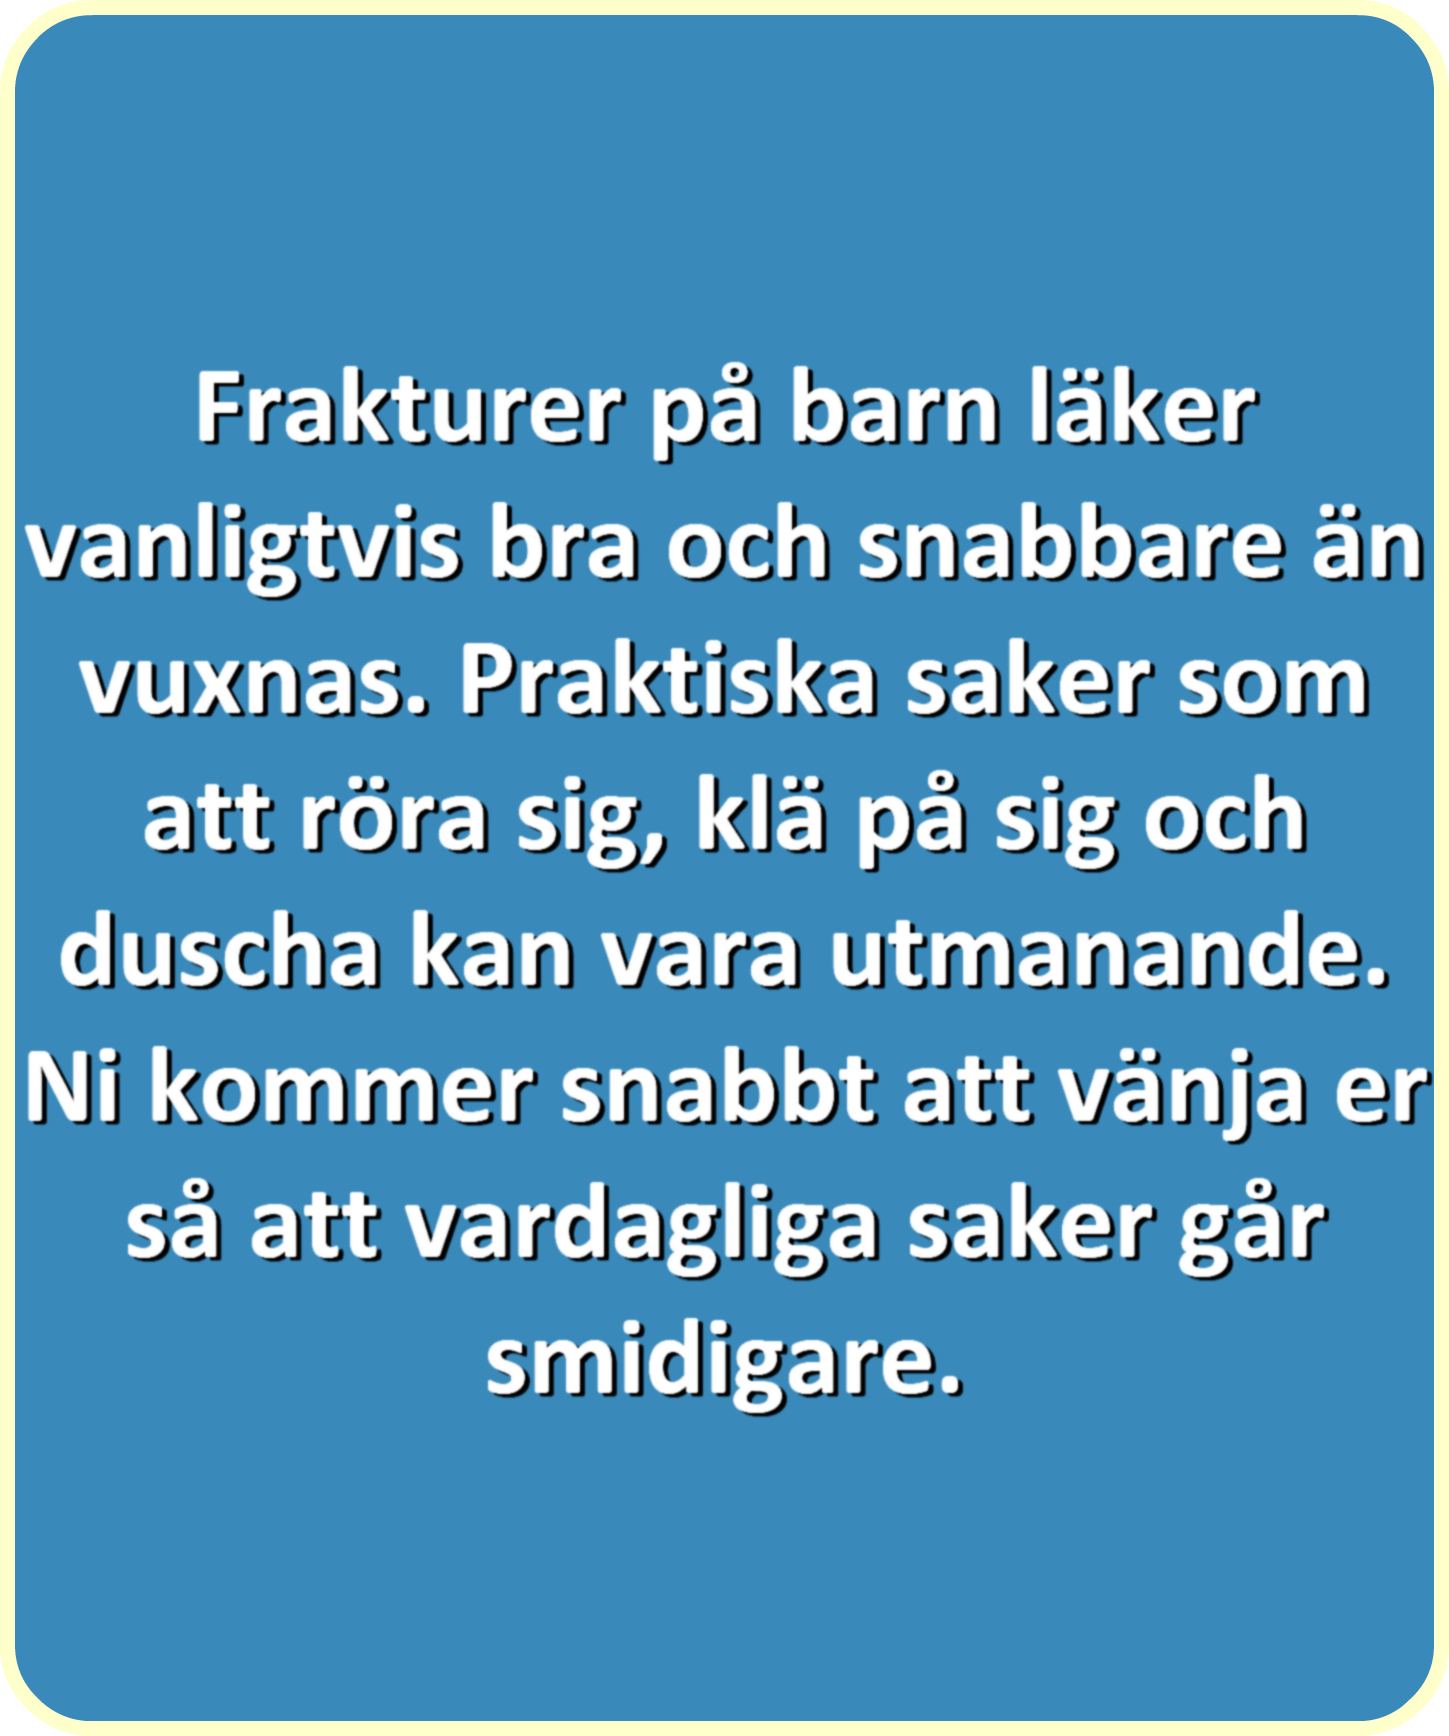 Frakturer på barn läker
vanligtvis bra och snabbare än
vuxnas. Praktiska saker som
att röra sig, klä på sig och
duscha kan vara utmanande.
Ni kommer snabbt att vänja er
så att vardagliga saker går
smidigare.